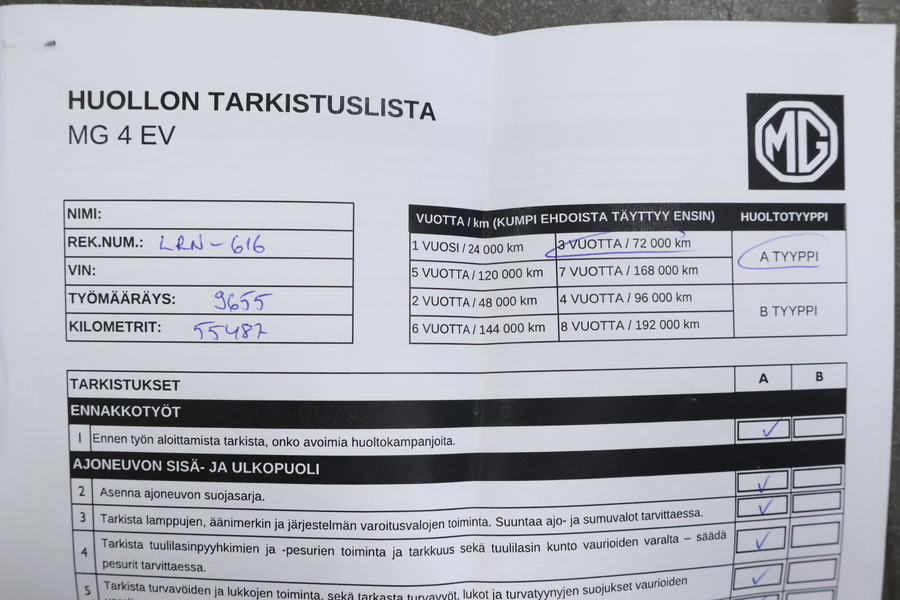 HUOLLON TARKISTUSLISTA
MG 4 EV
MG
NIMI:
REK.NUM.: LRN-616
VIN:
TYÖMÄÄRÄYS: 9655
KILOMETRIT: 55487
VUOTTA / km (KUMPI EHDOISTA TÄYTTYY ENSIN) HUOLTOTYYPPI
1 VUOSI / 24 000 km 3 VUOTTA / 72 000 km A TYYPPI
5 VUOTTA / 120 000 km 7 VUOTTA / 168 000 km
2 VUOTTA / 48 000 km 4 VUOTTA / 96 000 km B TYYPPI
6 VUOTTA / 144 000 km 8 VUOTTA / 192 000 km
TARKISTUKSET A B
ENNAKKOTYÖT
1 Ennen työn aloittamista tarkista, onko avoimia huoltokampanjoita. ✓
AJONEUVON SISÄ- JA ULKOPUOLI
2 Asenna ajoneuvon suojasarja. ✓
3 Tarkista lamppujen, äänimerkin ja järjestelmän varoitusvalojen toiminta. Suuntaa ajo- ja sumuvalot tarvittaessa. ✓
4 Tarkista tuulilasinpyyhkimien ja -pesurien toiminta ja tarkkuus sekä tuulilasin kunto vaurioiden varalta – säädä ✓
pesurit tarvittaessa.
5 Tarkista turvavöiden ja lukkojen toiminta, sekä tarkasta turvavyöt, lukot ja turvatyynyjen suojukset vaurioiden ✓